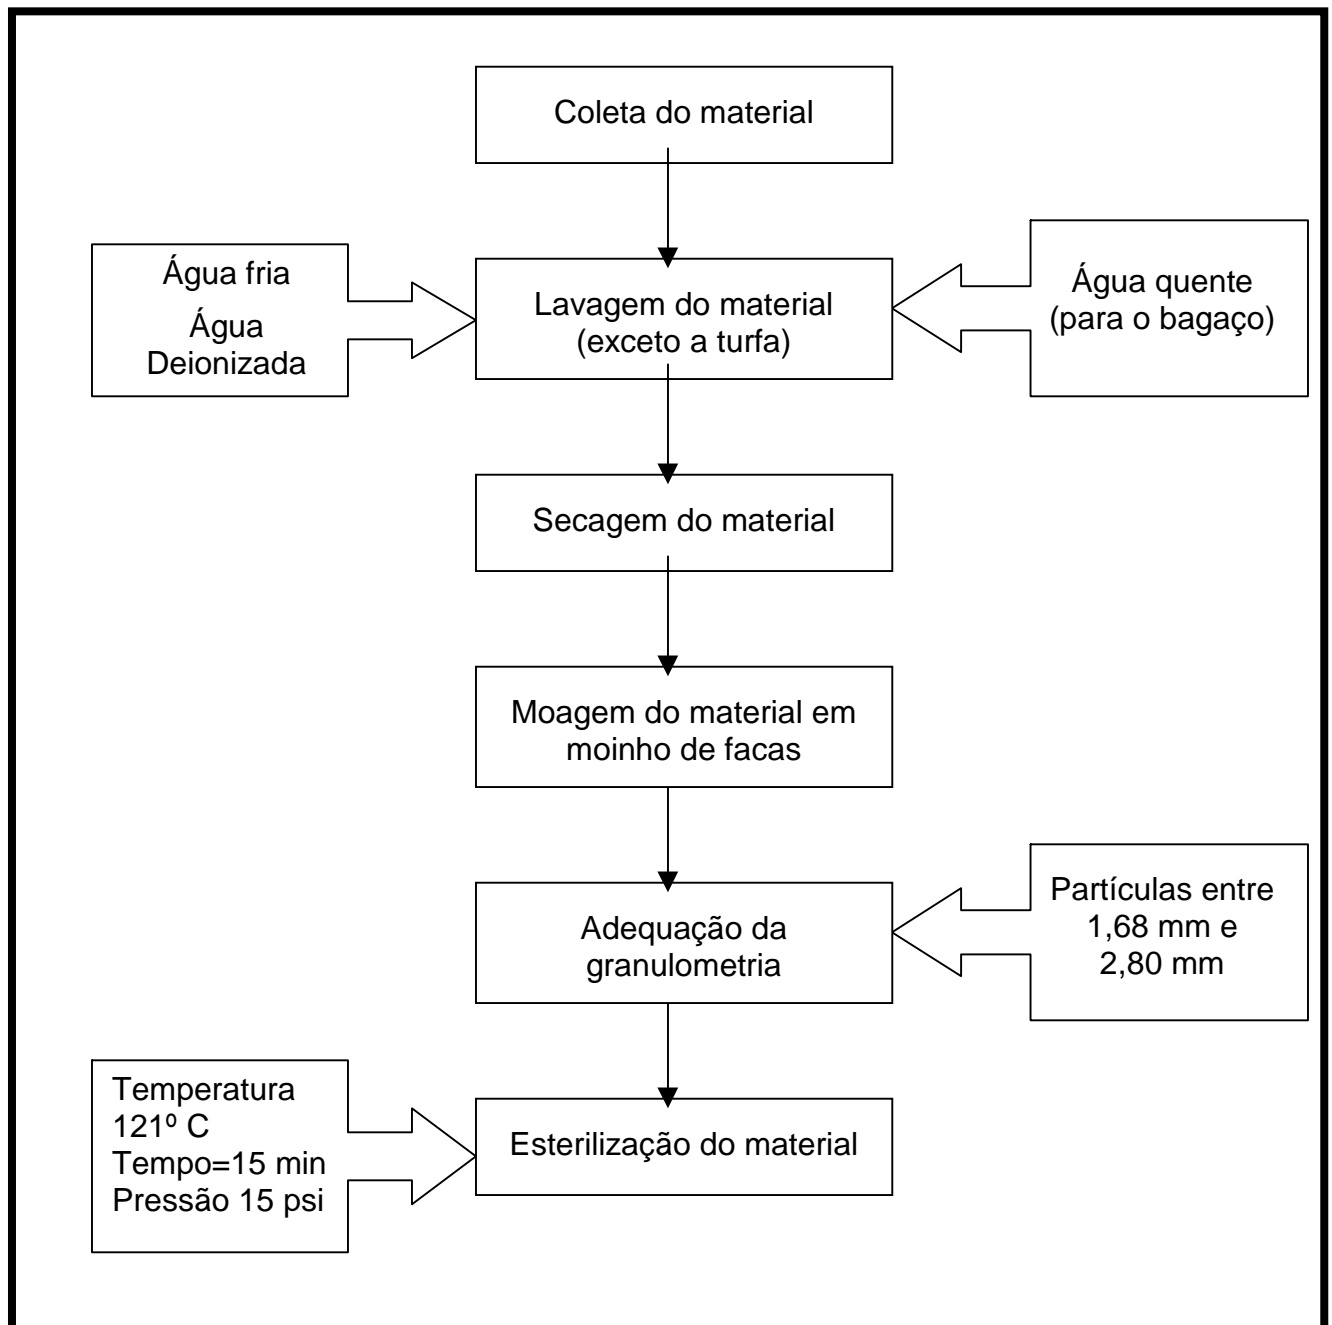 Coleta do material
Água fria
Água
Deionizada
Lavagem do material
(exceto a turfa)
Água quente
(para o bagaço)
Secagem do material
Moagem do material em
moinho de facas
Adequação da
granulometria
Partículas entre
1,68 mm e
2,80 mm
Temperatura
121º C
Tempo=15 min
Pressão 15 psi
Esterilização do material